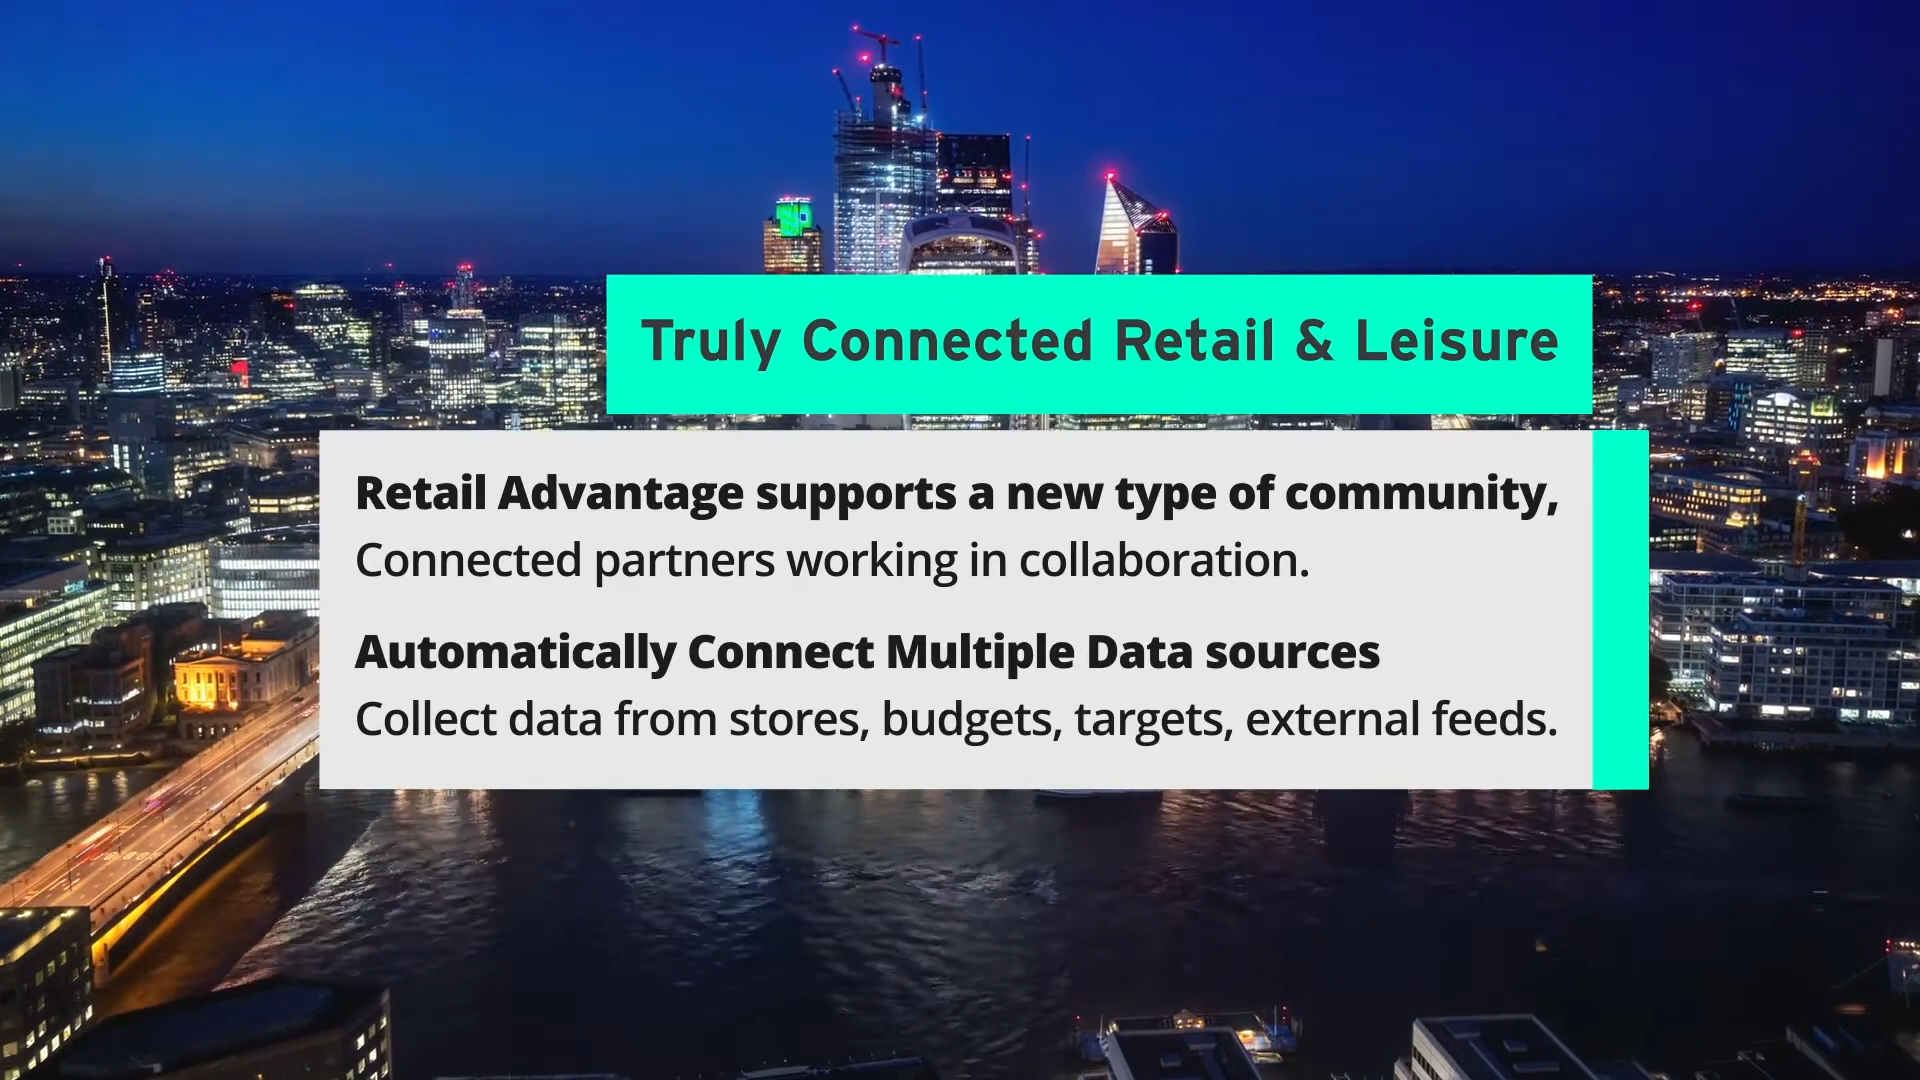 Truly Connected Retail & Leisure
Retail Advantage supports a new type of community,
Connected partners working in collaboration.
Automatically Connect Multiple Data sources
Collect data from stores, budgets, targets, external feeds.